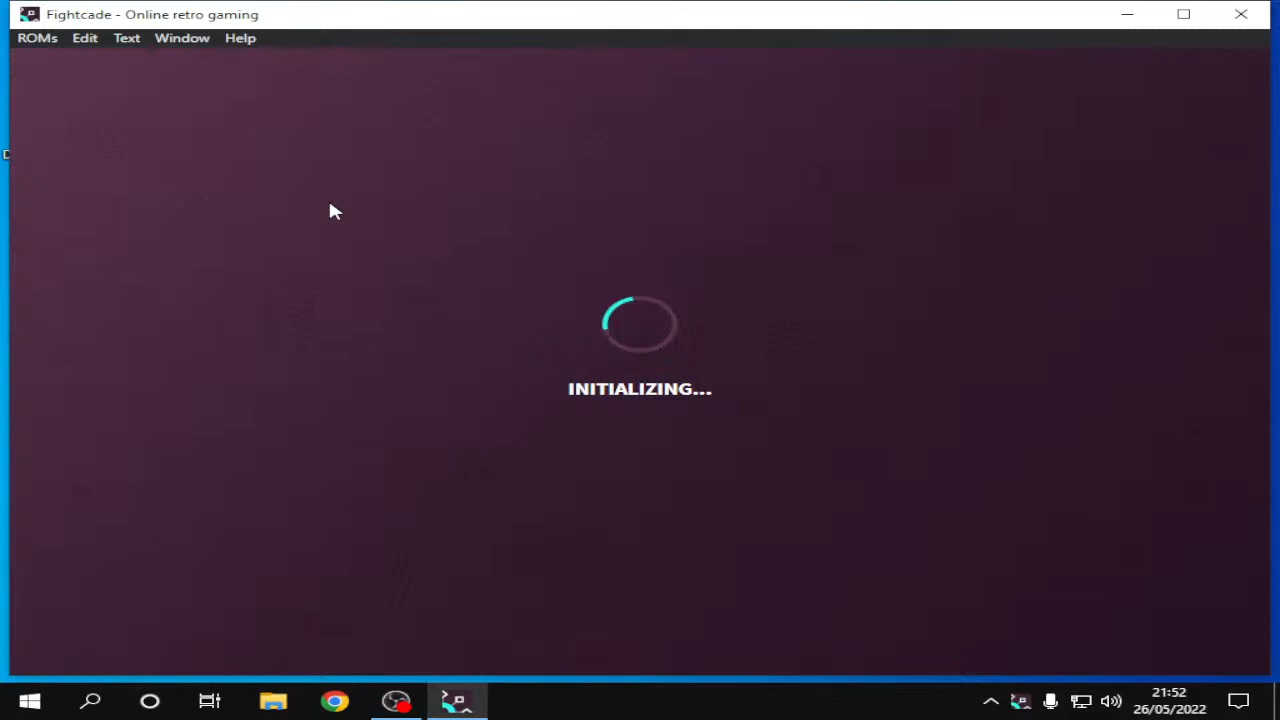 Fightcade - Online retro gaming
ROMs Edit Text Window Help
INITIALIZING...
21:52
26/05/2022